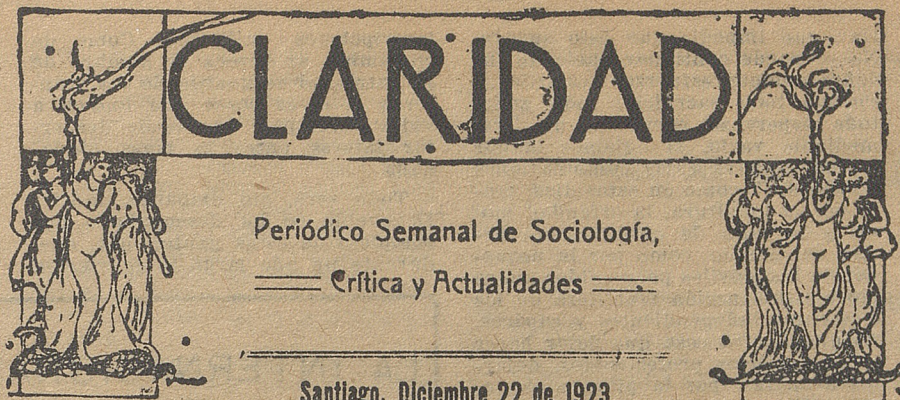 CLARIDAD
Periódico Semanal de Sociología,
Crítica y Actualidades
Santiago, Diciembre 22 de 1923